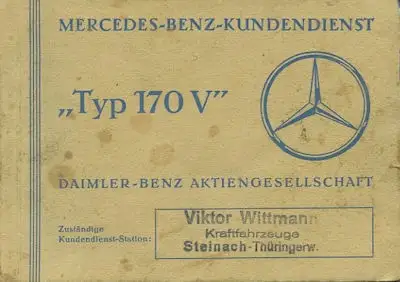 MERCEDES-BENZ-KUNDENDIENST
„Typ 170 V”
DAIMLER-BENZ AKTIENGESELLSCHAFT
Zuständige
Kundendienst-Station:
Viktor Wittmann
Kraftfahrzeuge
Steinach-Thüringerw.